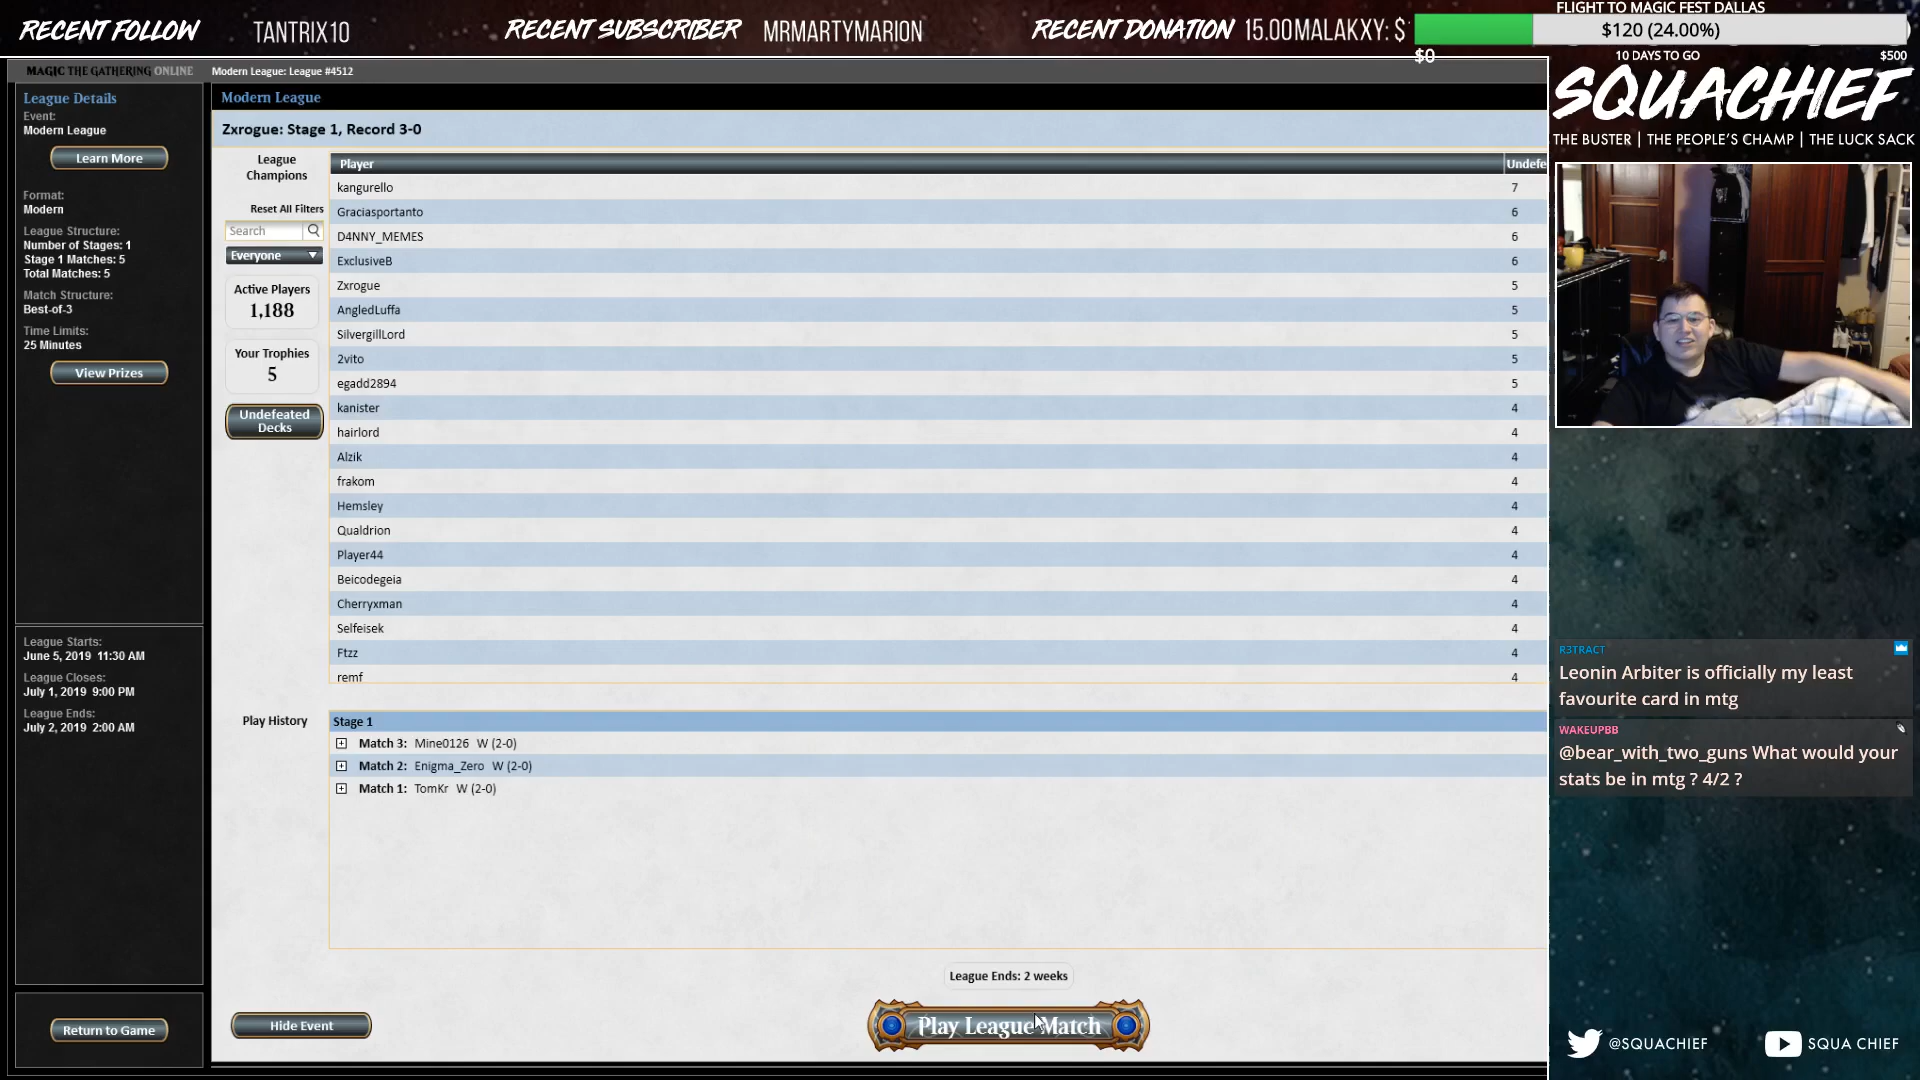 RECENT FOLLOW
TANTRIX10
RECENT SUBSCRIBER
MRMARTYMARION
RECENT DONATION
15.00MALAKXY: $
FLIGHT TO MAGIC FEST DALLAS
$120 (24.00%)
$0
10 DAYS TO GO
$500
SQUACHIEF
THE BUSTER | THE PEOPLE'S CHAMP | THE LUCK SACK
MAGIC THE GATHERING ONLINE
Modern League: League #4512
League Details
Event:
Modern League
Learn More
Format:
Modern
League Structure:
Number of Stages: 1
Stage 1 Matches: 5
Total Matches: 5
Match Structure:
Best-of-3
Time Limits:
25 Minutes
View Prizes
League Starts:
June 5, 2019 11:30 AM
League Closes:
July 1, 2019 9:00 PM
League Ends:
July 2, 2019 2:00 AM
Return to Game
Modern League
Zxrogue: Stage 1, Record 3-0
League
Champions
Reset All Filters
Search
Everyone
Active Players
1,188
Your Trophies
5
Undefeated
Decks
Player Undefe
kangurello 7
Graciasportanto 6
D4NNY_MEMES 6
ExclusiveB 6
Zxrogue 5
AngledLuffa 5
SilvergillLord 5
2vito 5
egadd2894 5
kanister 4
hairlord 4
Alzik 4
frakom 4
Hemsley 4
Qualdrion 4
Player44 4
Beicodegeia 4
Cherryxman 4
Selfeisek 4
Ftzz 4
remf 4
Play History
Stage 1
Match 3: Mine0126 W (2-0)
Match 2: Enigma_Zero W (2-0)
Match 1: TomKr W (2-0)
League Ends: 2 weeks
Hide Event
Play League Match
R3TRACT
Leonin Arbiter is officially my least
favourite card in mtg
WAKEUPBB
@bear_with_two_guns What would your
stats be in mtg ? 4/2 ?
@SQUACHIEF
SQUA CHIEF